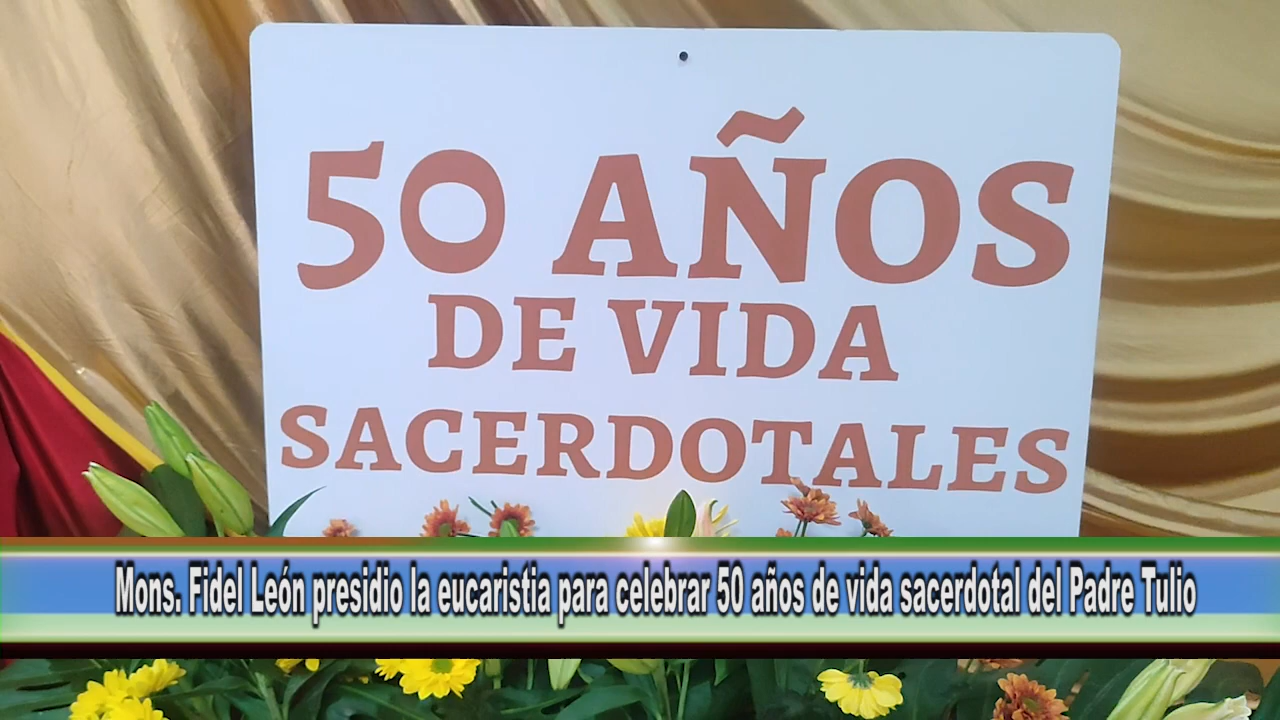 50 AÑOS
DE VIDA
SACERDOTALES
Mons. Fidel León presidio la eucaristia para celebrar 50 años de vida sacerdotal del Padre Tulio